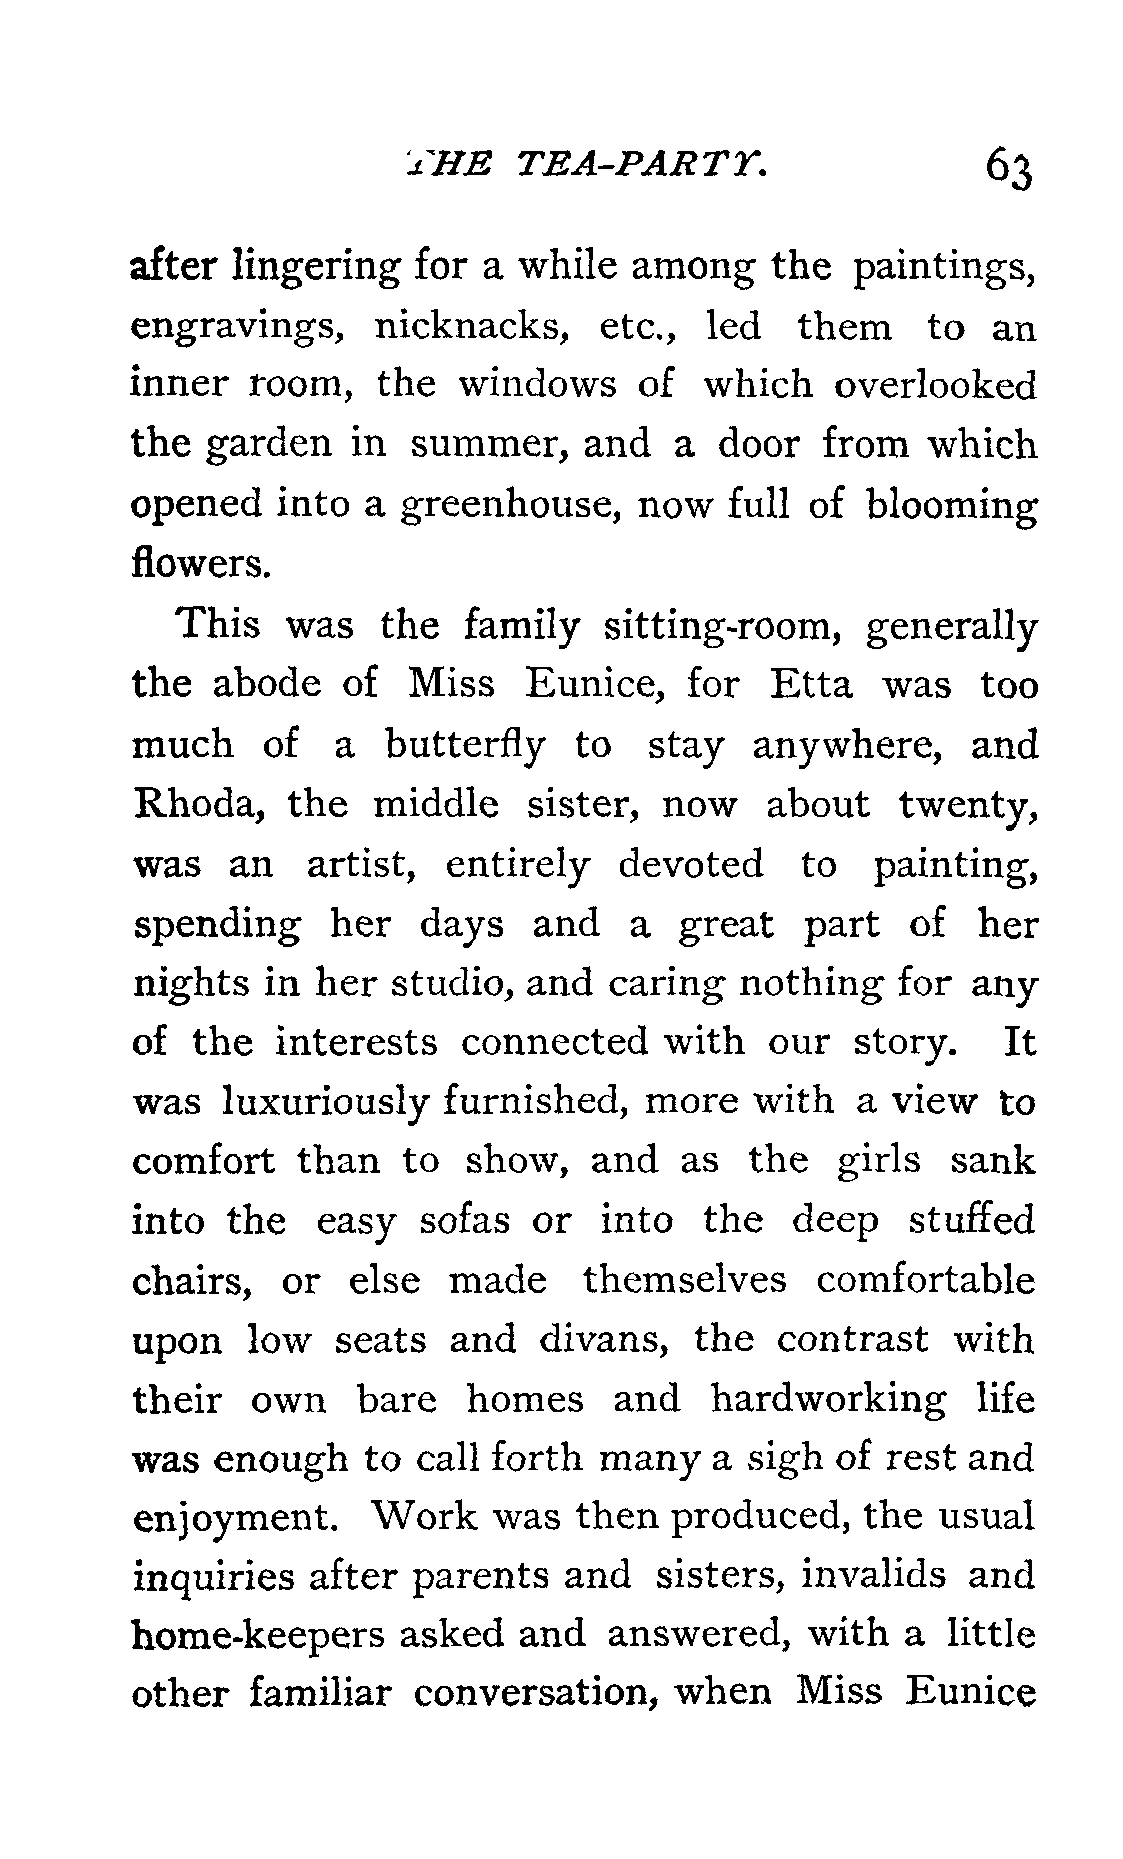 THE TEA-PARTY. 63
after lingering for a while among the paintings,
engravings, nicknacks, etc., led them to an
inner room, the windows of which overlooked
the garden in summer, and a door from which
opened into a greenhouse, now full of blooming
flowers.
This was the family sitting-room, generally
the abode of Miss Eunice, for Etta was too
much of a butterfly to stay anywhere, and
Rhoda, the middle sister, now about twenty,
was an artist, entirely devoted to painting,
spending her days and a great part of her
nights in her studio, and caring nothing for any
of the interests connected with our story. It
was luxuriously furnished, more with a view to
comfort than to show, and as the girls sank
into the easy sofas or into the deep stuffed
chairs, or else made themselves comfortable
upon low seats and divans, the contrast with
their own bare homes and hardworking life
was enough to call forth many a sigh of rest and
enjoyment. Work was then produced, the usual
inquiries after parents and sisters, invalids and
home-keepers asked and answered, with a little
other familiar conversation, when Miss Eunice